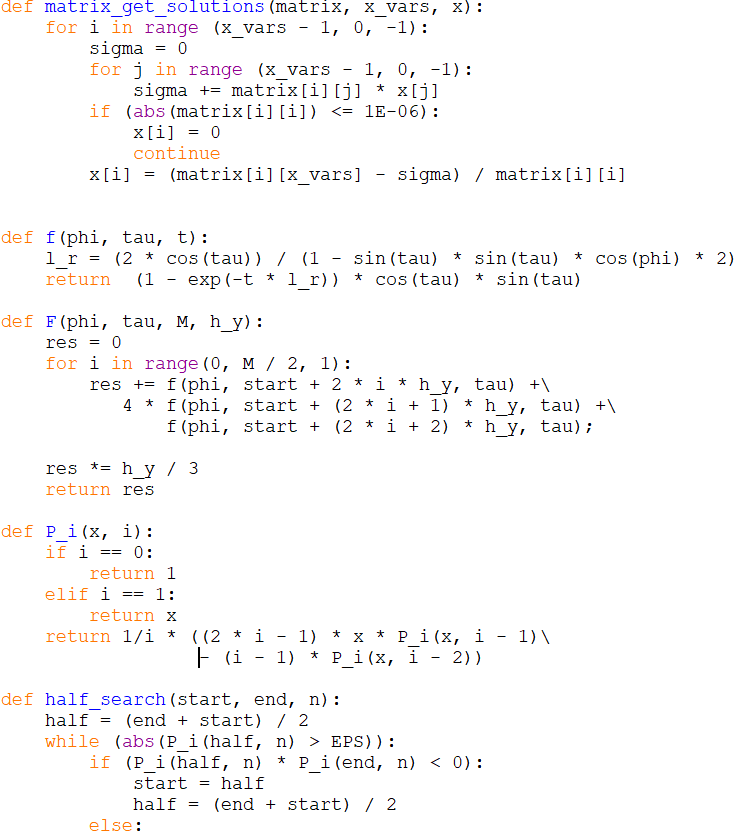 def matrix_get_solutions(matrix, x_vars, x):
    for i in range (x_vars - 1, 0, -1):
        sigma = 0
        for j in range (x_vars - 1, 0, -1):
            sigma += matrix[i][j] * x[j]
        if (abs(matrix[i][i]) <= 1E-06):
            x[i] = 0
            continue
        x[i] = (matrix[i][x_vars] - sigma) / matrix[i][i]
def f(phi, tau, t):
    l_r = (2 * cos(tau)) / (1 - sin(tau) * sin(tau) * cos(phi) * 2)
    return  (1 - exp(-t * l_r)) * cos(tau) * sin(tau)
def F(phi, tau, M, h_y):
    res = 0
    for i in range(0, M / 2, 1):
        res += f(phi, start + 2 * i * h_y, tau) +\
           4 * f(phi, start + (2 * i + 1) * h_y, tau) +\
               f(phi, start + (2 * i + 2) * h_y, tau);
    res *= h_y / 3
    return res
def P_i(x, i):
    if i == 0:
        return 1
    elif i == 1:
        return x
    return 1/i * ((2 * i - 1) * x * P_i(x, i - 1)\
                  - (i - 1) * P_i(x, i - 2))
def half_search(start, end, n):
    half = (end + start) / 2
    while (abs(P_i(half, n) > EPS)):
        if (P_i(half, n) * P_i(end, n) < 0):
            start = half
            half = (end + start) / 2
        else: